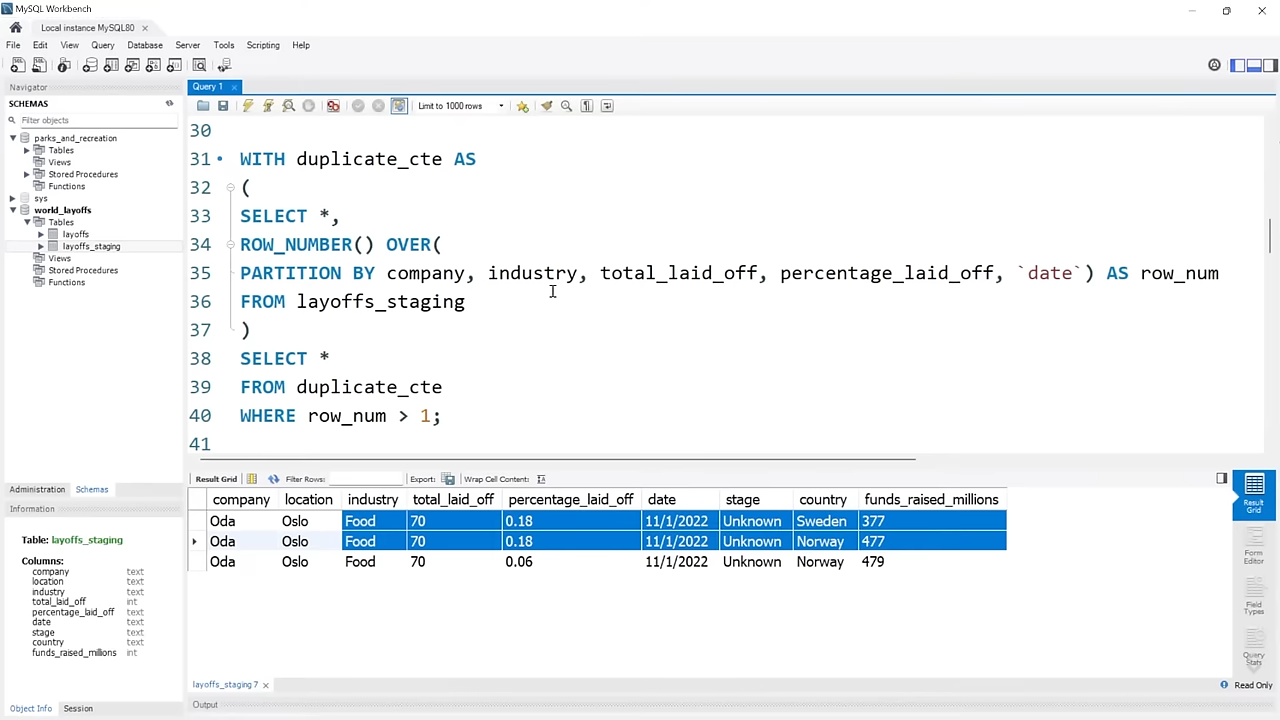 MySQL Workbench
Local instance MySQL80
File Edit View Query Database Server Tools Scripting Help
Navigator
SCHEMAS
Filter objects
parks_and_recreation
Tables
Views
Stored Procedures
Functions
sys
world_layoffs
Tables
layoffs
layoffs_staging
Views
Stored Procedures
Functions
Administration Schemas
Information
Table: layoffs_staging
Columns:
company text
location text
industry text
total_laid_off int
percentage_laid_off text
date text
stage text
country text
funds_raised_millions int
Object Info Session
Query 1
Limit to 1000 rows
30
31 WITH duplicate_cte AS
32 (
33 SELECT *,
34 ROW_NUMBER() OVER(
35 PARTITION BY company, industry, total_laid_off, percentage_laid_off, `date`) AS row_num
36 FROM layoffs_staging
37 )
38 SELECT *
39 FROM duplicate_cte
40 WHERE row_num > 1;
41
Result Grid Filter Rows: Export: Wrap Cell Content:
company location industry total_laid_off percentage_laid_off date stage country funds_raised_millions
Oda Oslo Food 70 0.18 11/1/2022 Unknown Sweden 377
Oda Oslo Food 70 0.18 11/1/2022 Unknown Norway 477
Oda Oslo Food 70 0.06 11/1/2022 Unknown Norway 479
Result
Grid
Form
Editor
Field
Types
Query
Stats
layoffs_staging 7
Read Only
Output